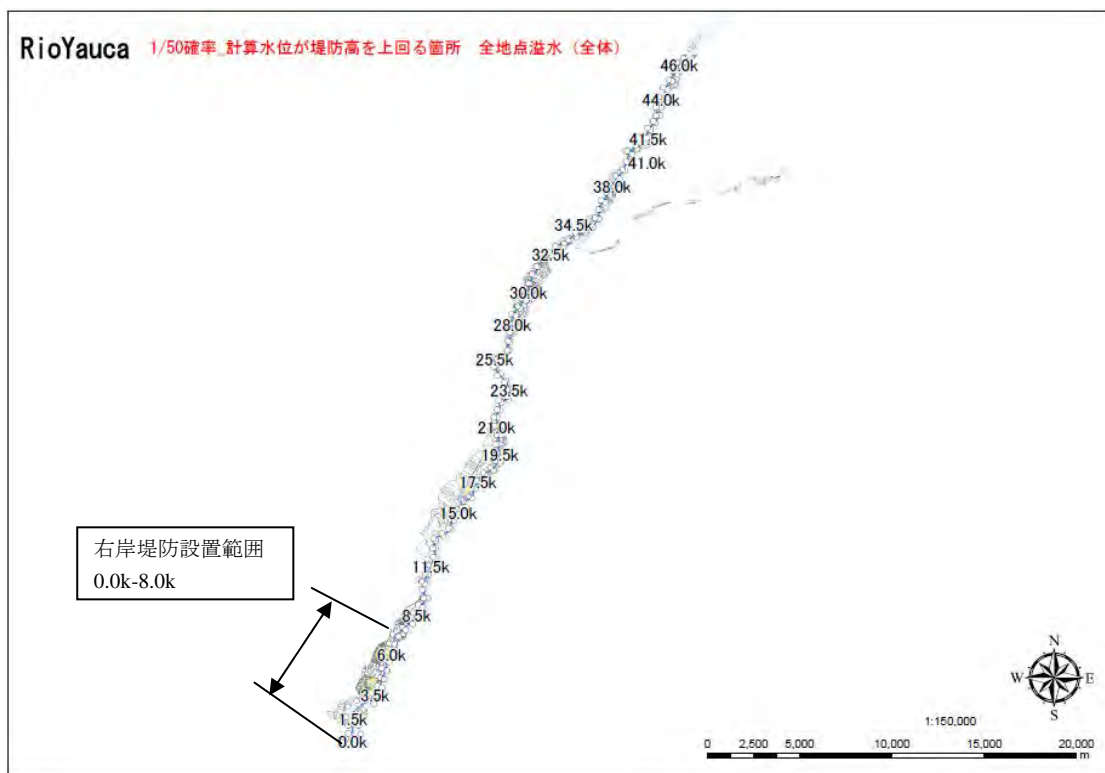 RioYauca 1/50確率_計算水位が堤防高を上回る箇所 全地点溢水（全体）
46.0k
44.0k
41.5k
41.0k
38.0k
34.5k
32.5k
30.0k
28.0k
25.5k
23.5k
21.0k
19.5k
17.5k
15.0k
右岸堤防設置範囲
0.0k-8.0k
11.5k
8.5k
6.0k
3.5k
1.5k
0.0k
N
W E
S
1:150,000
0 2,500 5,000 10,000 15,000 20,000
m